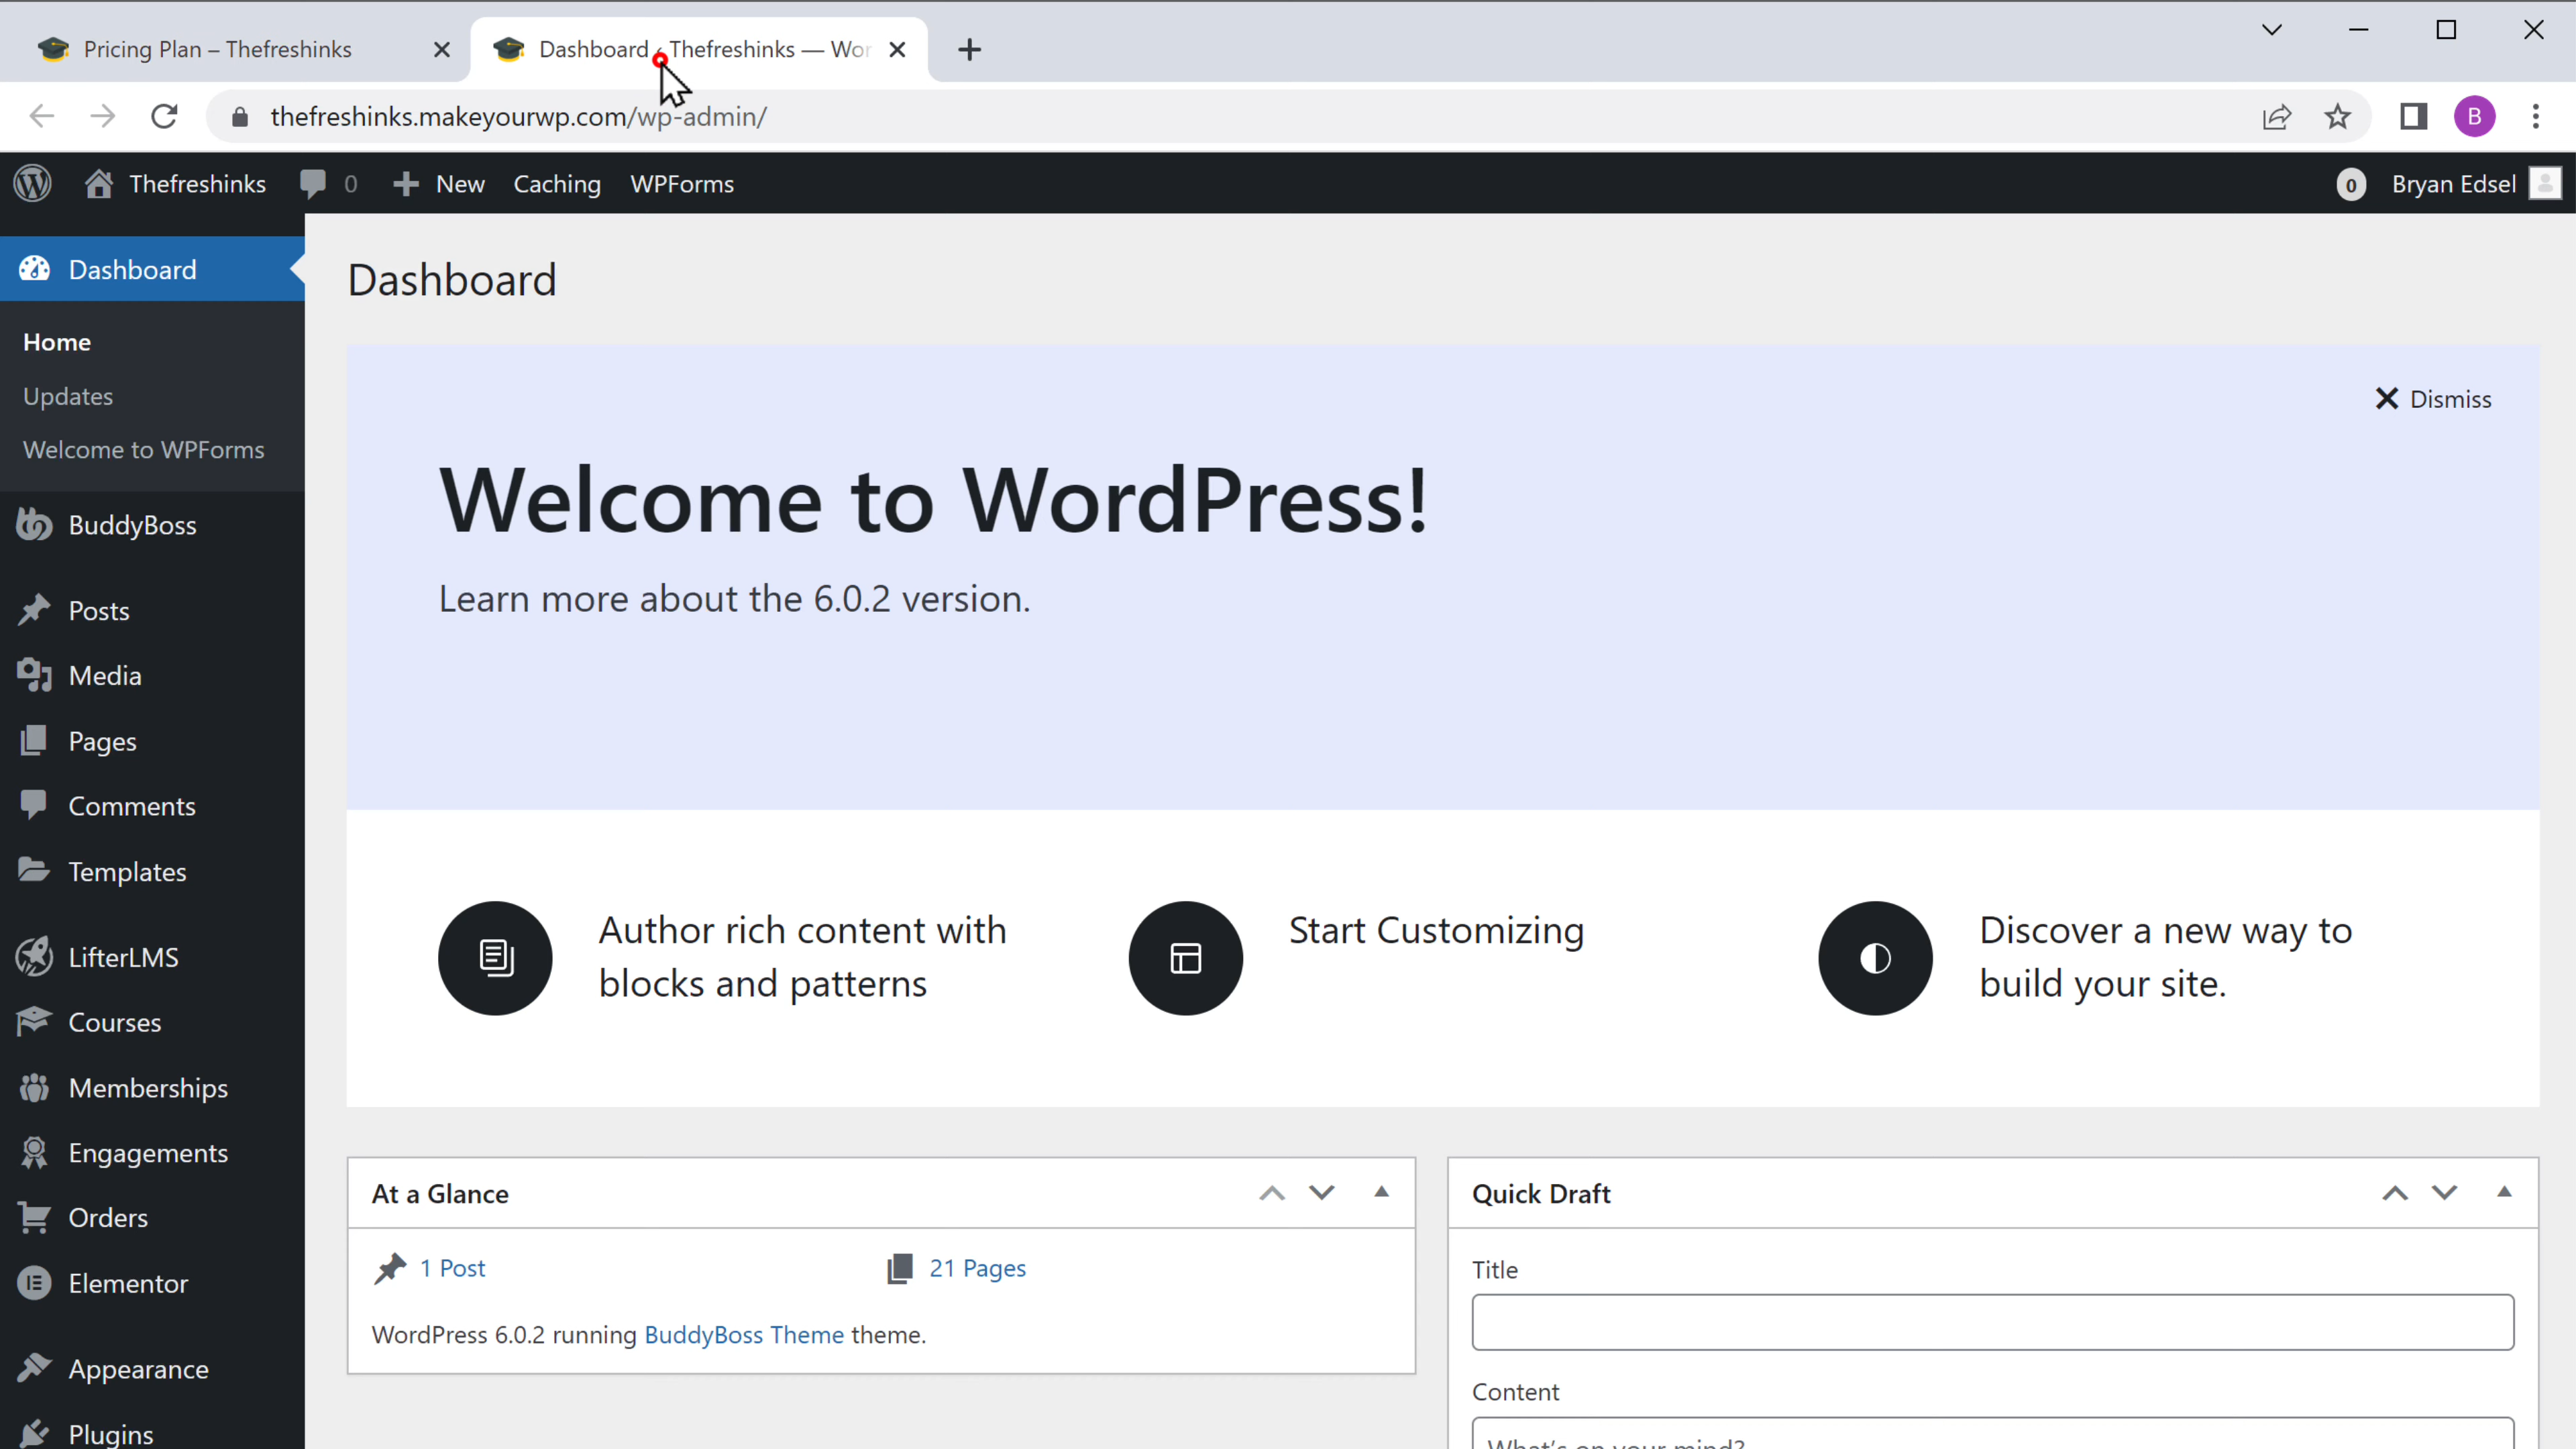 Pricing Plan – Thefreshinks
Dashboard ‹ Thefreshinks — Wor
thefreshinks.makeyourwp.com/wp-admin/
B
Thefreshinks
0
New
Caching
WPForms
0
Bryan Edsel
Dashboard
Home
Updates
Welcome to WPForms
BuddyBoss
Posts
Media
Pages
Comments
Templates
LifterLMS
Courses
Memberships
Engagements
Orders
Elementor
Appearance
Plugins
Dashboard
Dismiss
Welcome to WordPress!
Learn more about the 6.0.2 version.
Author rich content with
blocks and patterns
Start Customizing
Discover a new way to
build your site.
At a Glance
1 Post
21 Pages
WordPress 6.0.2 running BuddyBoss Theme theme.
Quick Draft
Title
Content
What's on your mind?